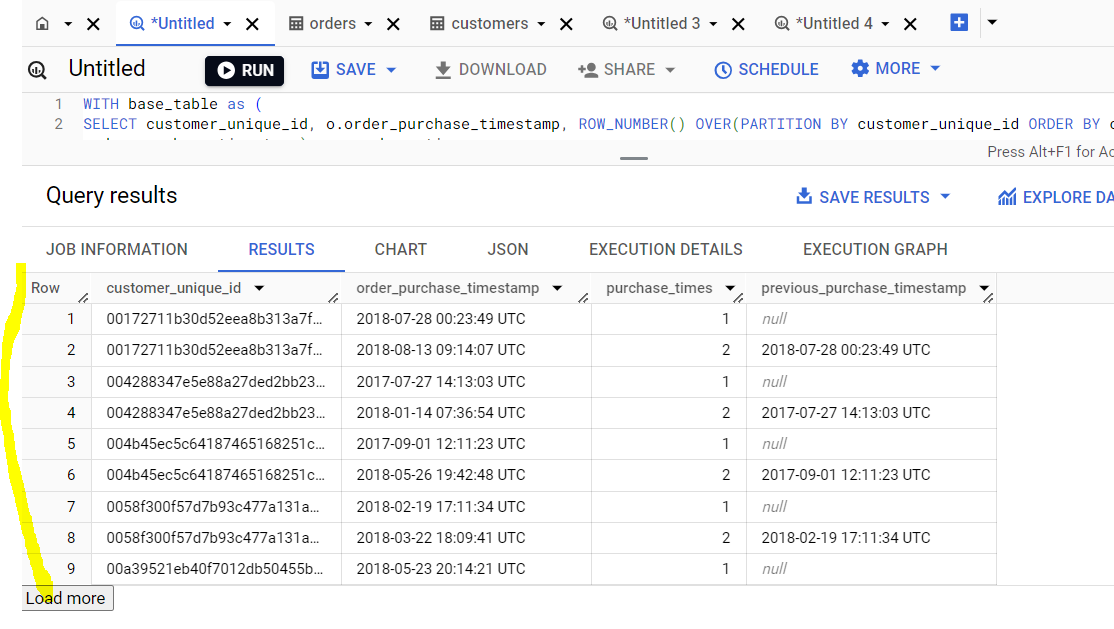 *Untitled orders customers *Untitled 3 *Untitled 4
Untitled RUN SAVE DOWNLOAD SHARE SCHEDULE MORE
1 WITH base_table as (
2 SELECT customer_unique_id, o.order_purchase_timestamp, ROW_NUMBER() OVER(PARTITION BY customer_unique_id ORDER BY
Press Alt+F1 for Ac
Query results SAVE RESULTS EXPLORE DA
JOB INFORMATION RESULTS CHART JSON EXECUTION DETAILS EXECUTION GRAPH
Row customer_unique_id order_purchase_timestamp purchase_times previous_purchase_timestamp
1 00172711b30d52eea8b313a7f... 2018-07-28 00:23:49 UTC 1 null
2 00172711b30d52eea8b313a7f... 2018-08-13 09:14:07 UTC 2 2018-07-28 00:23:49 UTC
3 004288347e5e88a27ded2bb23... 2017-07-27 14:13:03 UTC 1 null
4 004288347e5e88a27ded2bb23... 2018-01-14 07:36:54 UTC 2 2017-07-27 14:13:03 UTC
5 004b45ec5c64187465168251c... 2017-09-01 12:11:23 UTC 1 null
6 004b45ec5c64187465168251c... 2018-05-26 19:42:48 UTC 2 2017-09-01 12:11:23 UTC
7 0058f300f57d7b93c477a131a... 2018-02-19 17:11:34 UTC 1 null
8 0058f300f57d7b93c477a131a... 2018-03-22 18:09:41 UTC 2 2018-02-19 17:11:34 UTC
9 00a39521eb40f7012db50455b... 2018-05-23 20:14:21 UTC 1 null
Load more